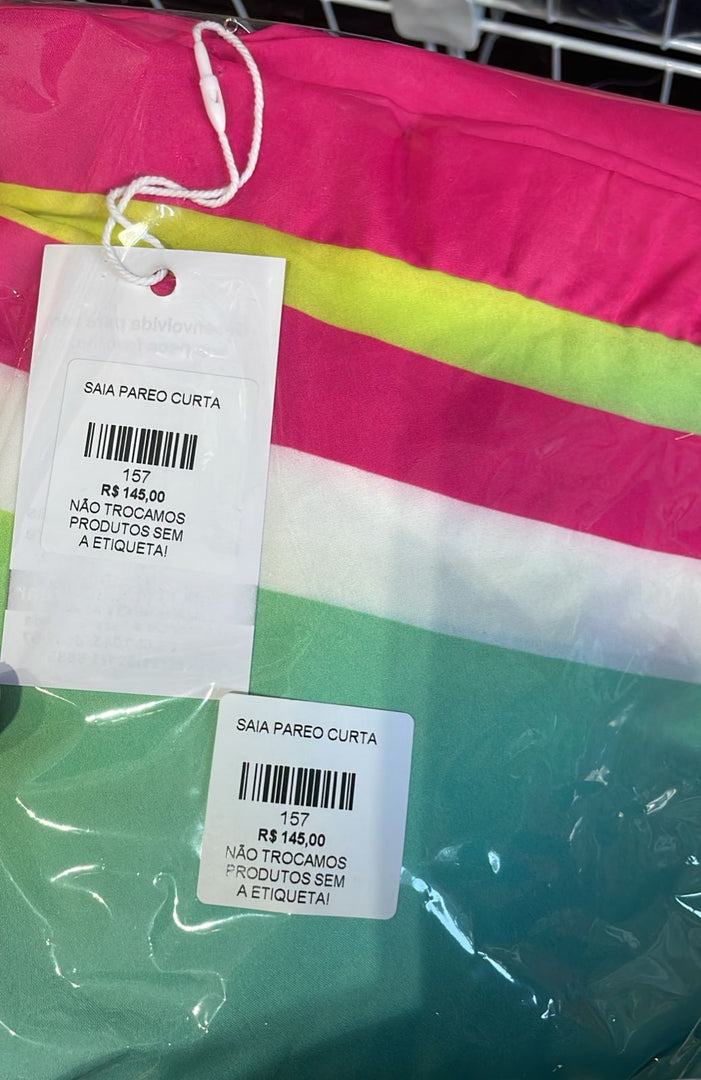 SAIA PAREO CURTA
157
R$ 145,00
NÃO TROCAMOS
PRODUTOS SEM
A ETIQUETA!
SAIA PAREO CURTA
157
R$ 145,00
NÃO TROCAMOS
PRODUTOS SEM
A ETIQUETA!